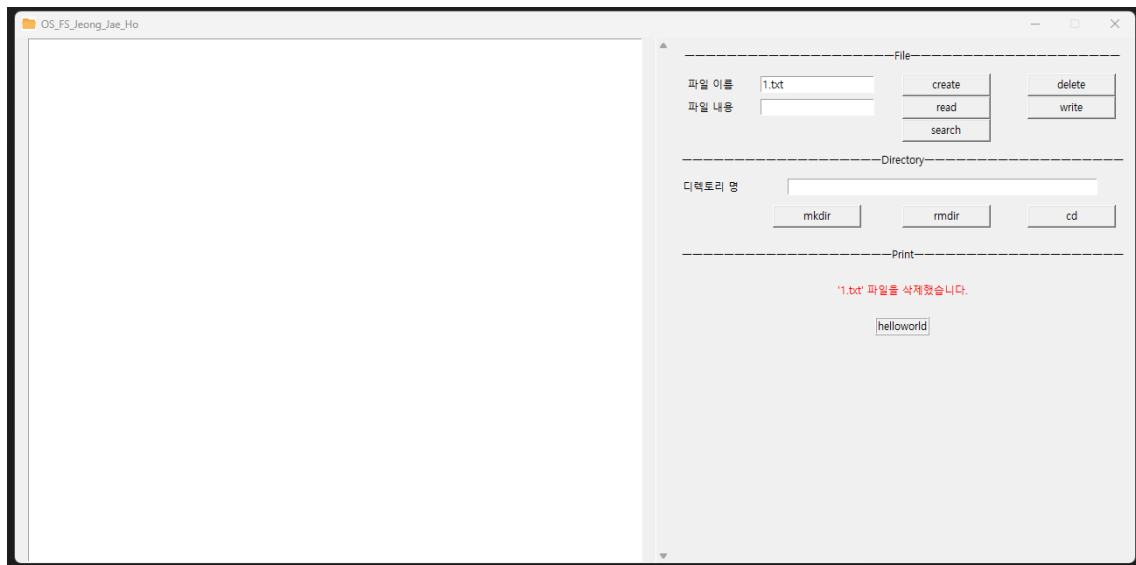 OS_FS_Jeong_Jae_Ho
File
파일 이름 1.txt create delete
파일 내용 read write
search
Directory
디렉토리 명
mkdir rmdir cd
Print
'1.txt' 파일을 삭제했습니다.
helloworld